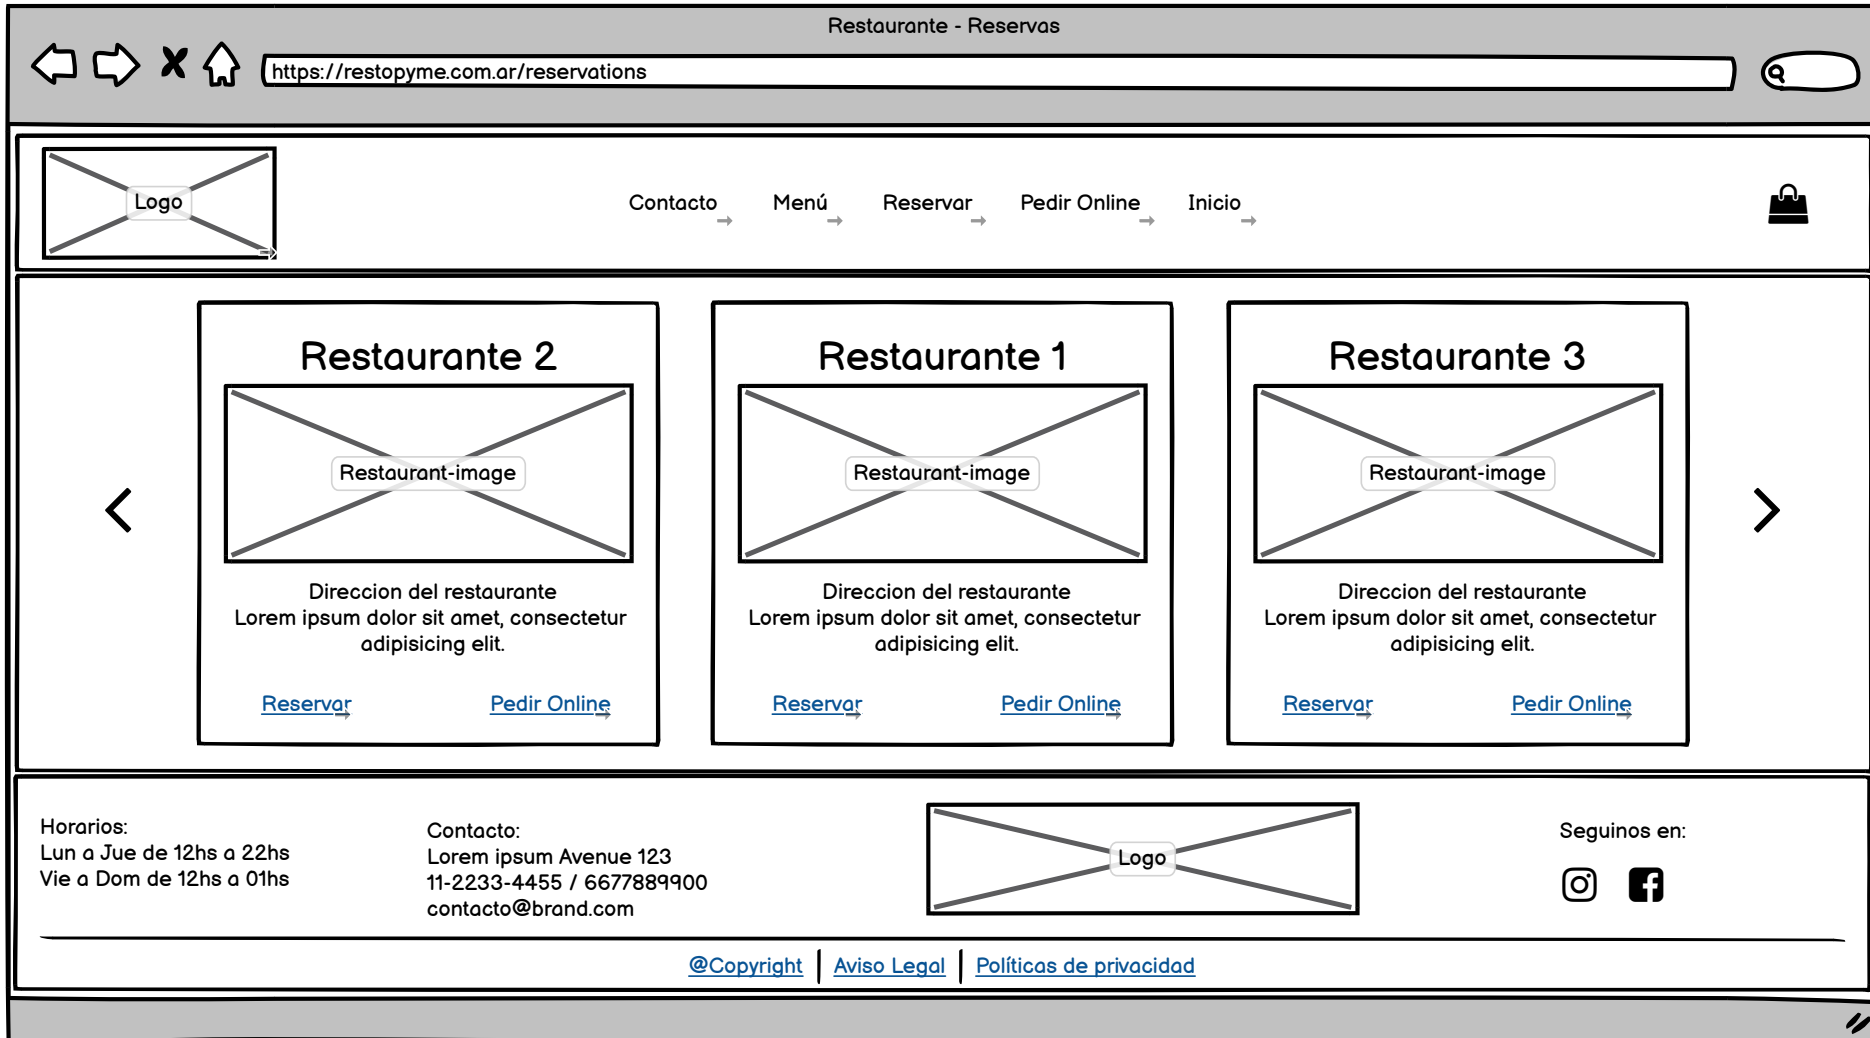 Restaurante - Reservas
https://restopyme.com.ar/reservations
Logo
Contacto
Menú
Reservar
Pedir Online
Inicio
Restaurante 2
Restaurant-image
Direccion del restaurante
Lorem ipsum dolor sit amet, consectetur
adipisicing elit.
Reservar
Pedir Online
Restaurante 1
Restaurant-image
Direccion del restaurante
Lorem ipsum dolor sit amet, consectetur
adipisicing elit.
Reservar
Pedir Online
Restaurante 3
Restaurant-image
Direccion del restaurante
Lorem ipsum dolor sit amet, consectetur
adipisicing elit.
Reservar
Pedir Online
Horarios:
Lun a Jue de 12hs a 22hs
Vie a Dom de 12hs a 01hs
Contacto:
Lorem ipsum Avenue 123
11-2233-4455 / 6677889900
contacto@brand.com
Logo
Seguinos en:
@Copyright
Aviso Legal
Políticas de privacidad